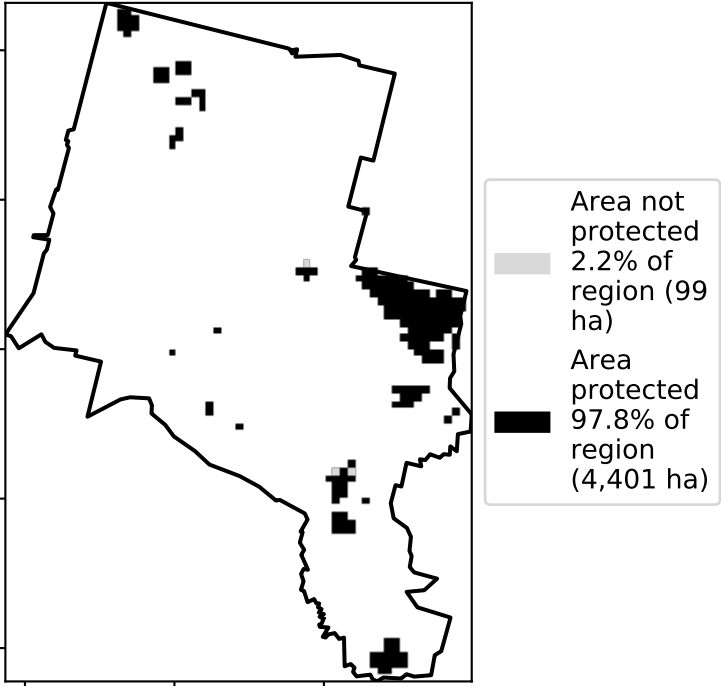 Area not
protected
2.2% of
region (99
ha)
Area
protected
97.8% of
region
(4,401 ha)